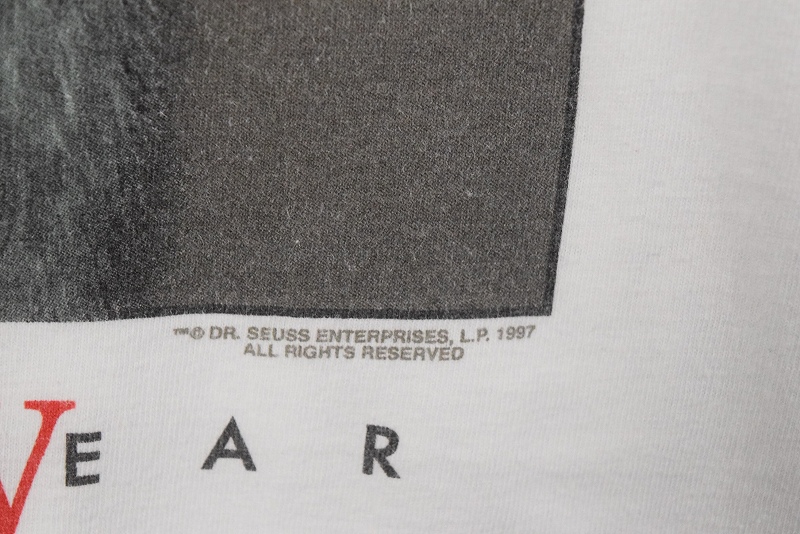 ™© DR. SEUSS ENTERPRISES, L.P. 1997
ALL RIGHTS RESERVED
EAR